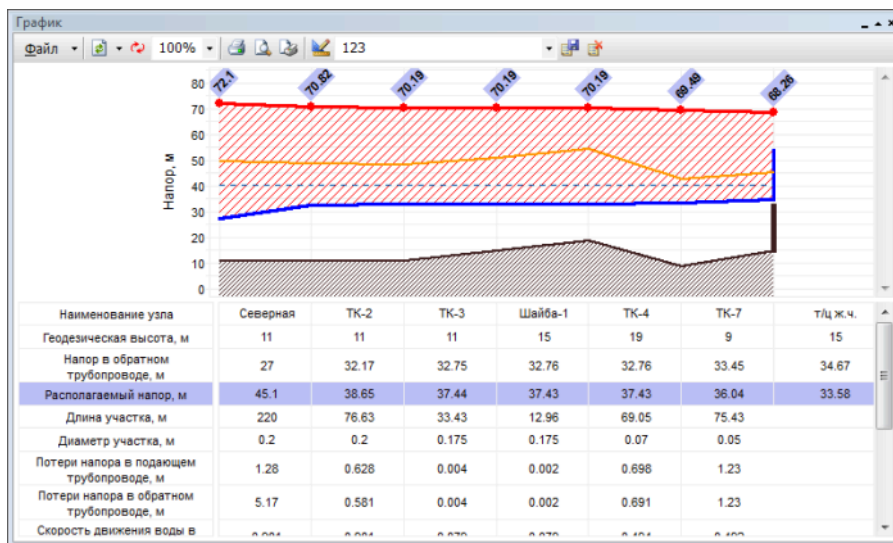 График
Файл 100% 123
72.1 70.82 70.19 70.19 70.19 69.49 68.26
Напор, м
80
70
60
50
40
30
20
10
0
Наименование узла Северная ТК-2 ТК-3 Шайба-1 ТК-4 ТК-7 т/ц ж.ч.
Геодезическая высота, м 11 11 11 15 19 9 15
Напор в обратном
трубопроводе, м 27 32.17 32.75 32.76 32.76 33.45 34.67
Располагаемый напор, м 45.1 38.65 37.44 37.43 37.43 36.04 33.58
Длина участка, м 220 76.63 33.43 12.96 69.05 75.43
Диаметр участка, м 0.2 0.2 0.175 0.175 0.07 0.05
Потери напора в подающем
трубопроводе, м 1.28 0.628 0.004 0.002 0.698 1.23
Потери напора в обратном
трубопроводе, м 5.17 0.581 0.004 0.002 0.691 1.23
Скорость движения воды в